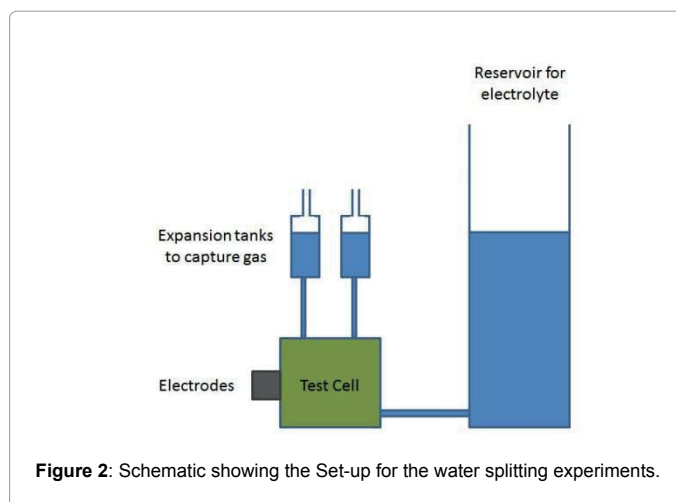 Reservoir for
electrolyte
Expansion tanks
to capture gas
Electrodes
Test Cell
Figure 2: Schematic showing the Set-up for the water splitting experiments.